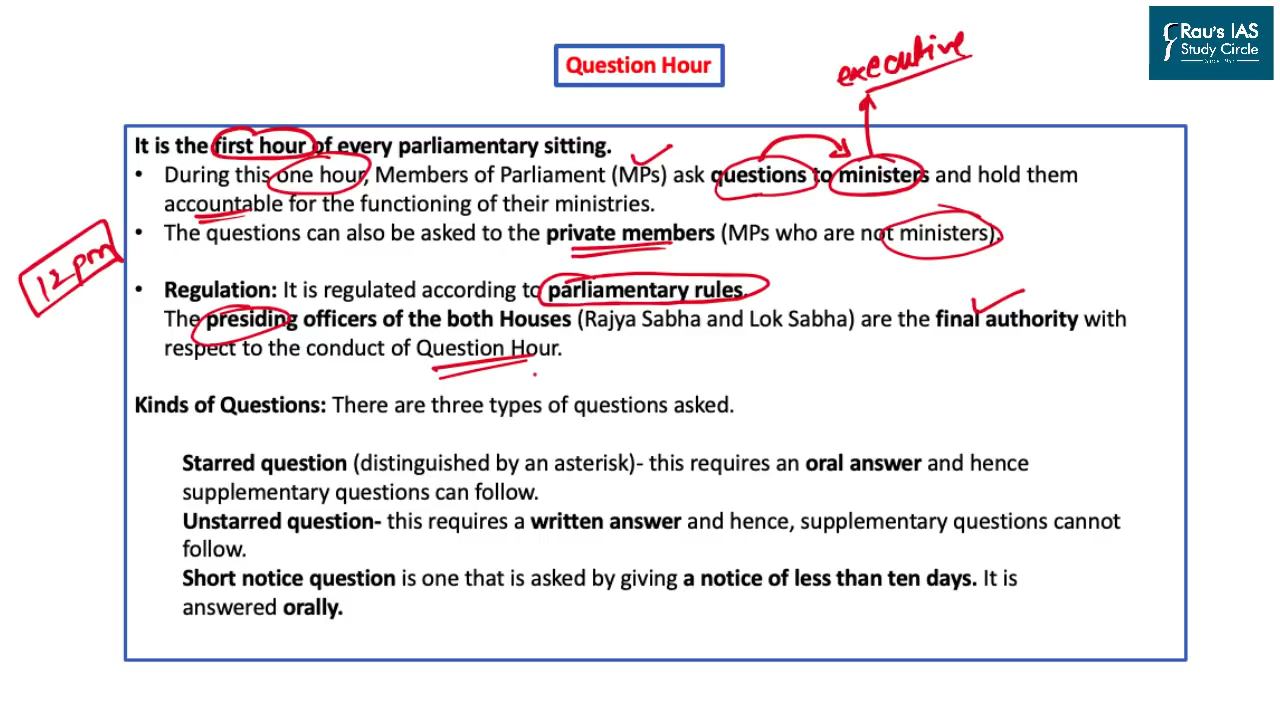 Rau's IAS
Study Circle
Question Hour
executive
It is the first hour of every parliamentary sitting.
• During this one hour, Members of Parliament (MPs) ask questions to ministers and hold them
accountable for the functioning of their ministries.
• The questions can also be asked to the private members (MPs who are not ministers).
12 pm
• Regulation: It is regulated according to parliamentary rules.
The presiding officers of the both Houses (Rajya Sabha and Lok Sabha) are the final authority with
respect to the conduct of Question Hour.
Kinds of Questions: There are three types of questions asked.
Starred question (distinguished by an asterisk)- this requires an oral answer and hence
supplementary questions can follow.
Unstarred question- this requires a written answer and hence, supplementary questions cannot
follow.
Short notice question is one that is asked by giving a notice of less than ten days. It is
answered orally.